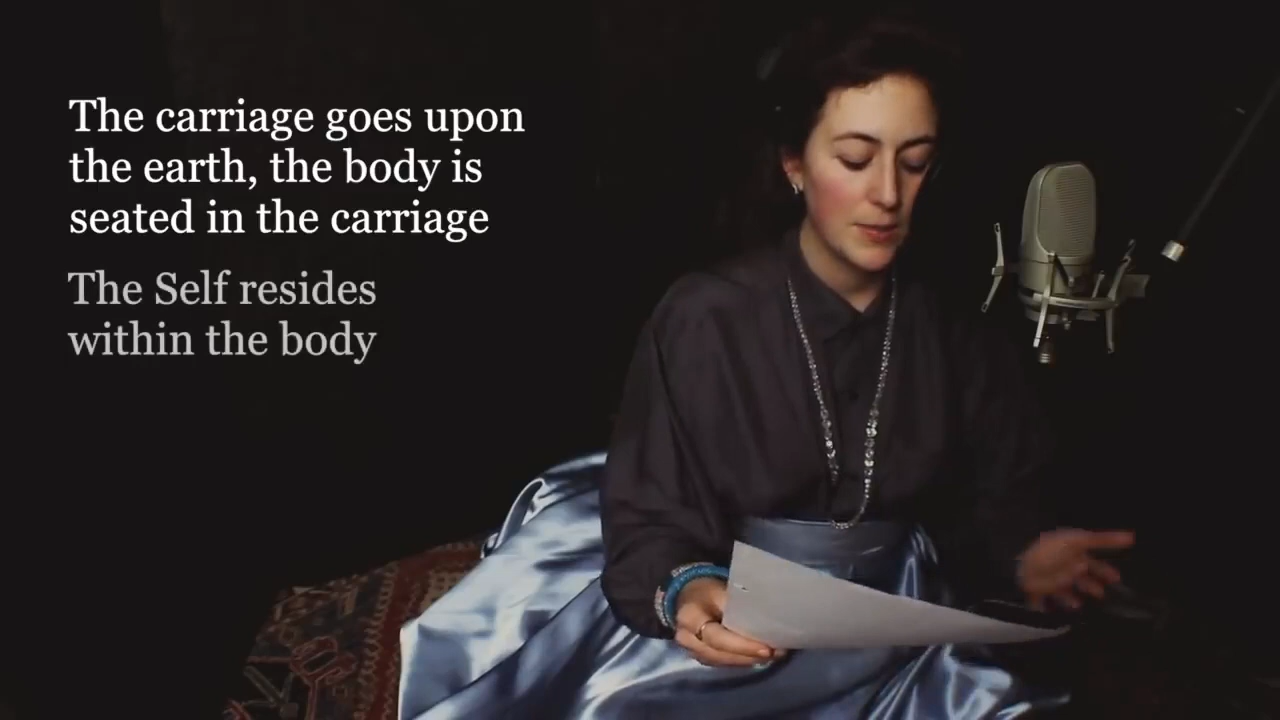 The carriage goes upon
the earth, the body is
seated in the carriage
The Self resides
within the body